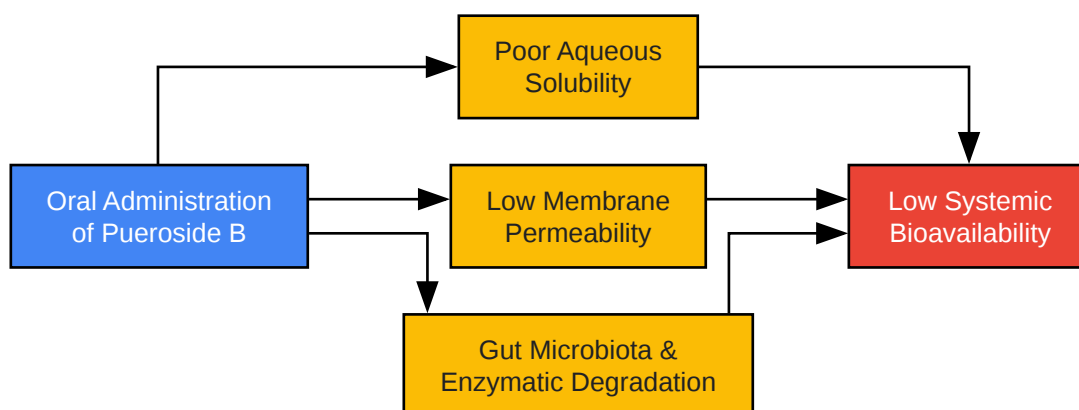 Poor Aqueous
Solubility
Oral Administration
of Pueroside B
Low Membrane
Permeability
Low Systemic
Bioavailability
Gut Microbiota &
Enzymatic Degradation